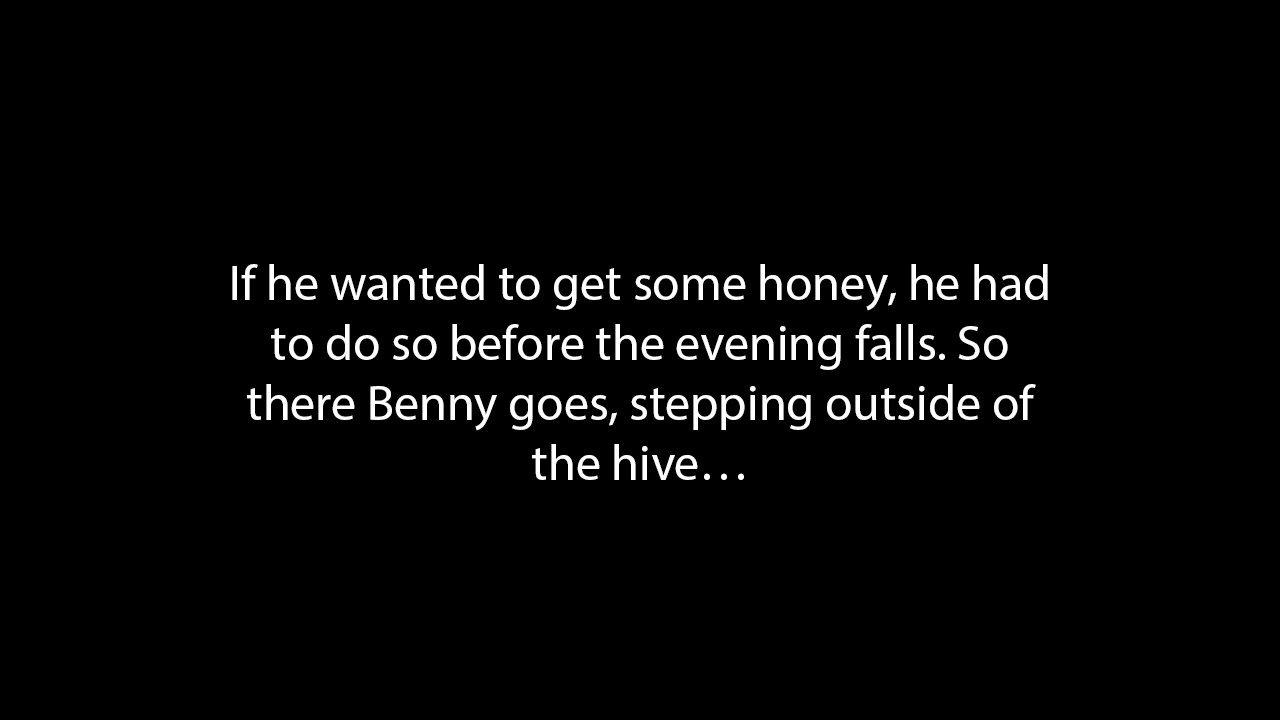 If he wanted to get some honey, he had
to do so before the evening falls. So
there Benny goes, stepping outside of
the hive…